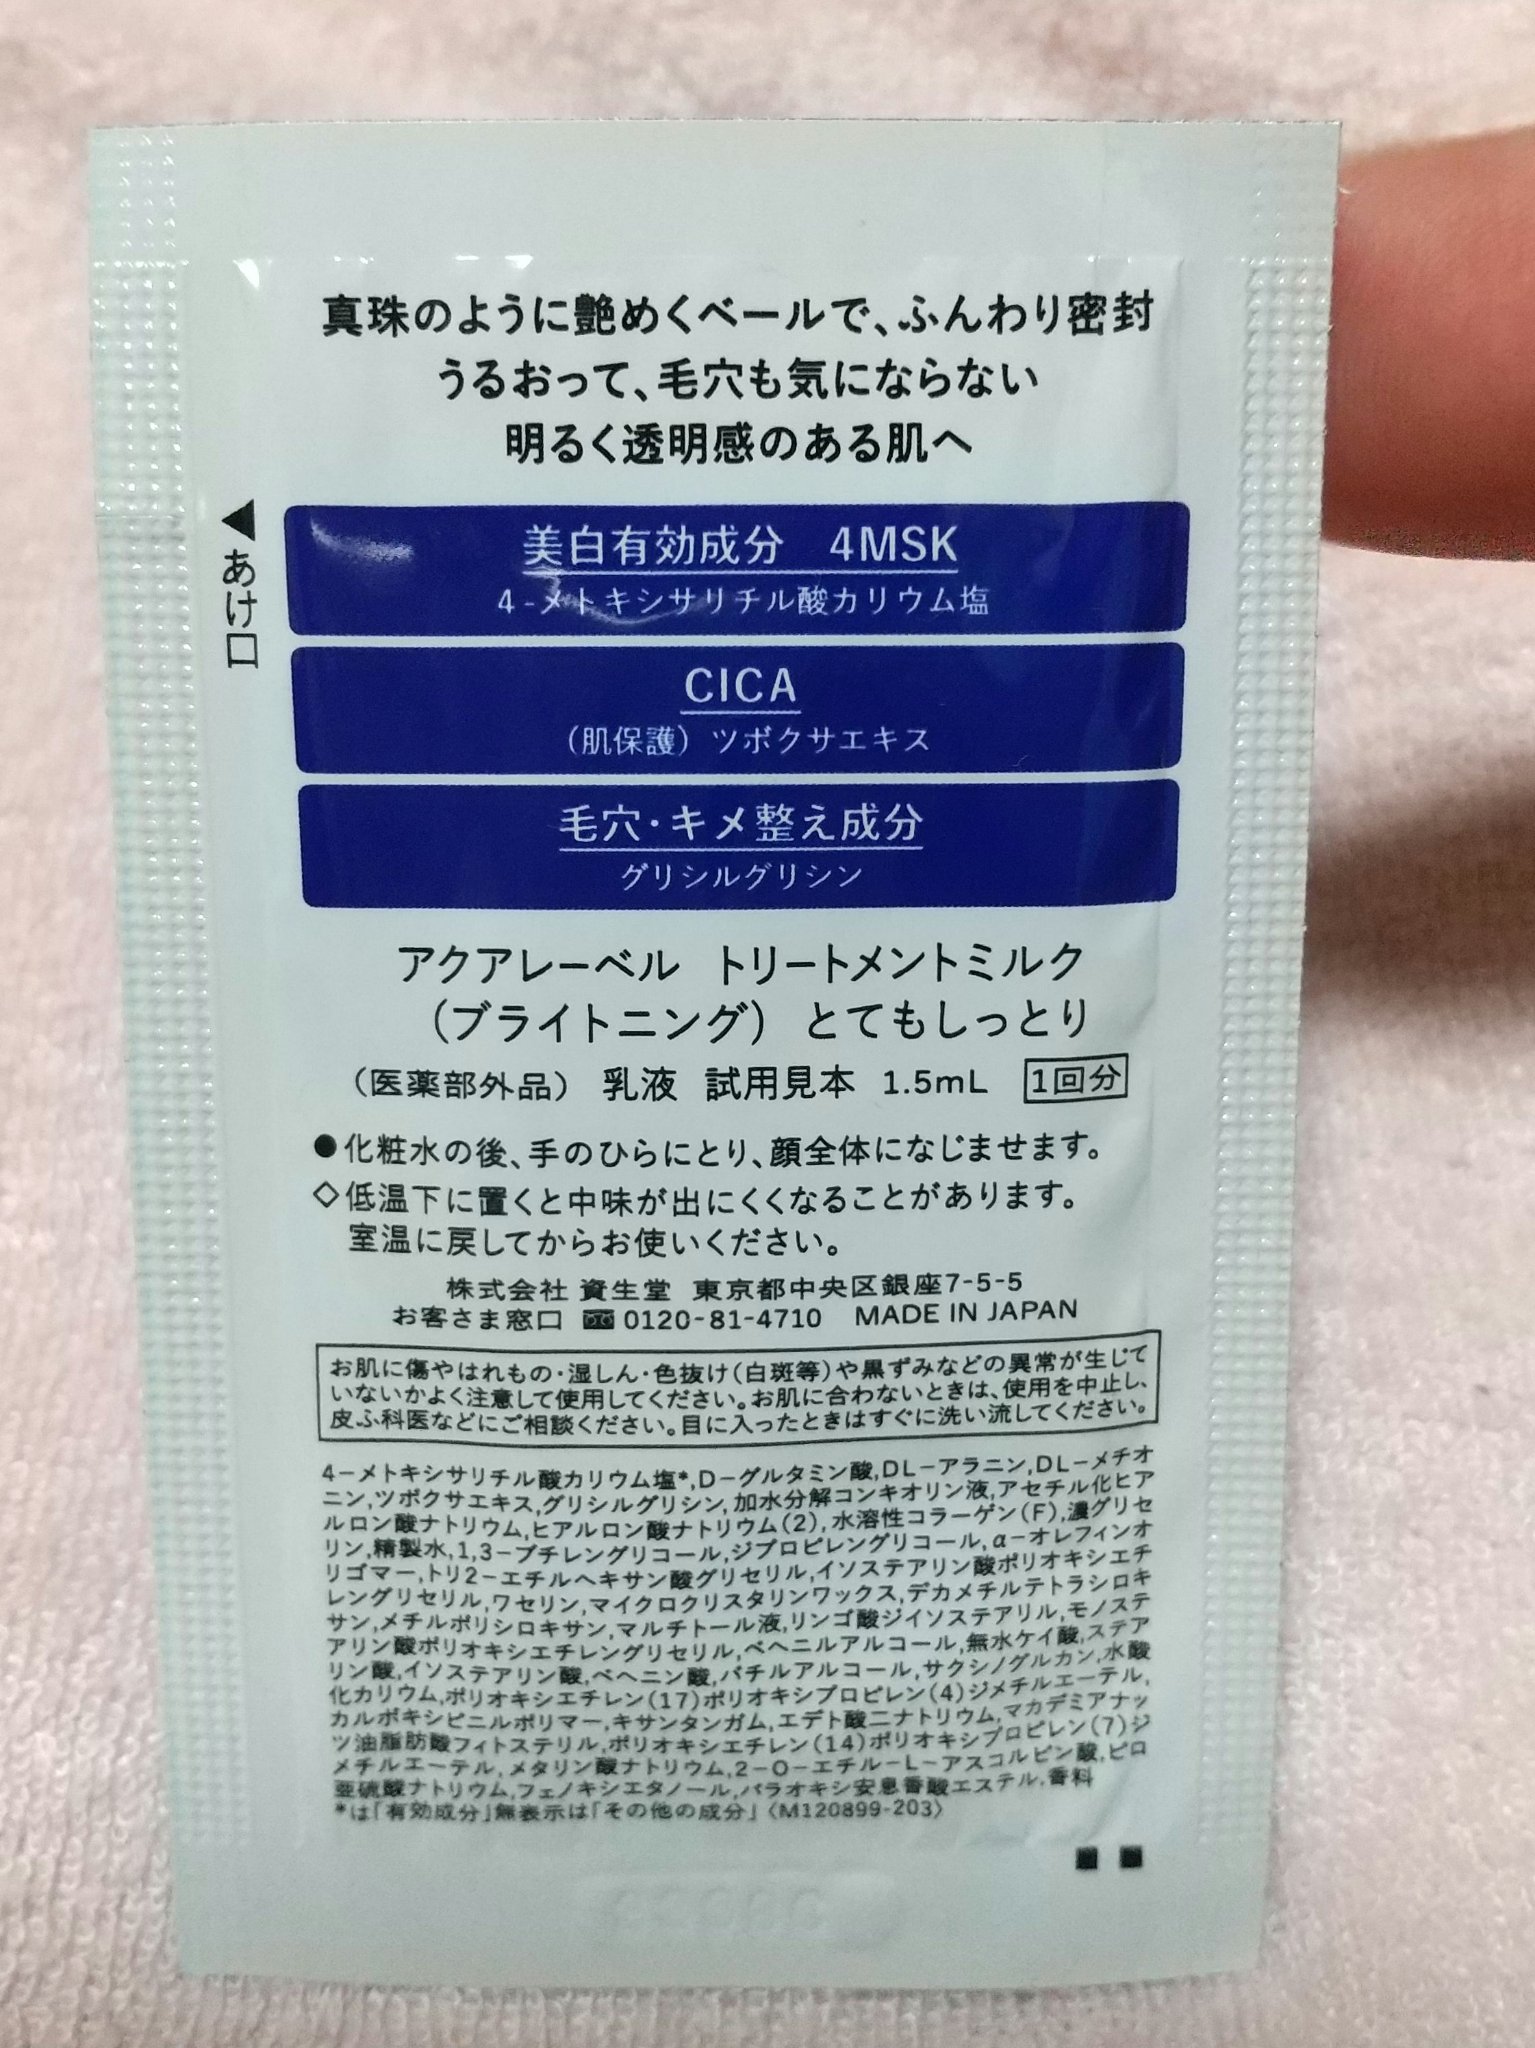 真珠のように艶めくベールで、ふんわり密封
うるおって、毛穴も気にならない
明るく透明感のある肌へ
◀あけ口
美白有効成分 4MSK
4-メトキシサリチル酸カリウム塩
CICA
(肌保護) ツボクサエキス
毛穴・キメ整え成分
グリシルグリシン
アクアレーベル トリートメントミルク
(ブライトニング) とてもしっとり
(医薬部外品) 乳液 試用見本 1.5mL 1回分
●化粧水の後、手のひらにとり、顔全体になじませます。
◇低温下に置くと中味が出にくくなることがあります。
室温に戻してからお使いください。
株式会社 資生堂 東京都中央区銀座7-5-5
お客さま窓口 0120-81-4710 MADE IN JAPAN
お肌に傷やはれもの・湿しん・色抜け(白斑等)や黒ずみなどの異常が生じて
いないかよく注意して使用してください。お肌に合わないときは、使用を中止し、
皮ふ科医などにご相談ください。目に入ったときはすぐに洗い流してください。
4−メトキシサリチル酸カリウム塩*,D−グルタミン酸,DL−アラニン,DL−メチオ
ニン,ツボクサエキス,グリシルグリシン,加水分解コンキオリン液,アセチル化ヒア
ルロン酸ナトリウム,ヒアルロン酸ナトリウム(2),水溶性コラーゲン(F),濃グリセ
リン,精製水,1,3−ブチレングリコール,ジプロピレングリコール,α−オレフィンオ
リゴマー,トリ2−エチルヘキサン酸グリセリル,イソステアリン酸ポリオキシエチ
レングリセリル,ワセリン,マイクロクリスタリンワックス,デカメチルテトラシロキ
サン,メチルポリシロキサン,マルチトール液,リンゴ酸ジイソステアリル,モノステ
アリン酸ポリオキシエチレングリセリル,ベヘニルアルコール,無水ケイ酸,ステア
リン酸,イソステアリン酸,ベヘニン酸,バチルアルコール,サクシノグルカン,水酸
化カリウム,ポリオキシエチレン(17)ポリオキシプロピレン(4)ジメチルエーテル,
カルボキシビニルポリマー,キサンタンガム,エデト酸二ナトリウム,マカデミアナッ
ツ油脂肪酸フィトステリル,ポリオキシエチレン(14)ポリオキシプロピレン(7)ジ
メチルエーテル,メタリン酸ナトリウム,2−O−エチル−L−アスコルビン酸,ピロ
亜硫酸ナトリウム,フェノキシエタノール,パラオキシ安息香酸エステル,香料
*は「有効成分」無表示は「その他の成分」〈M120899-203〉